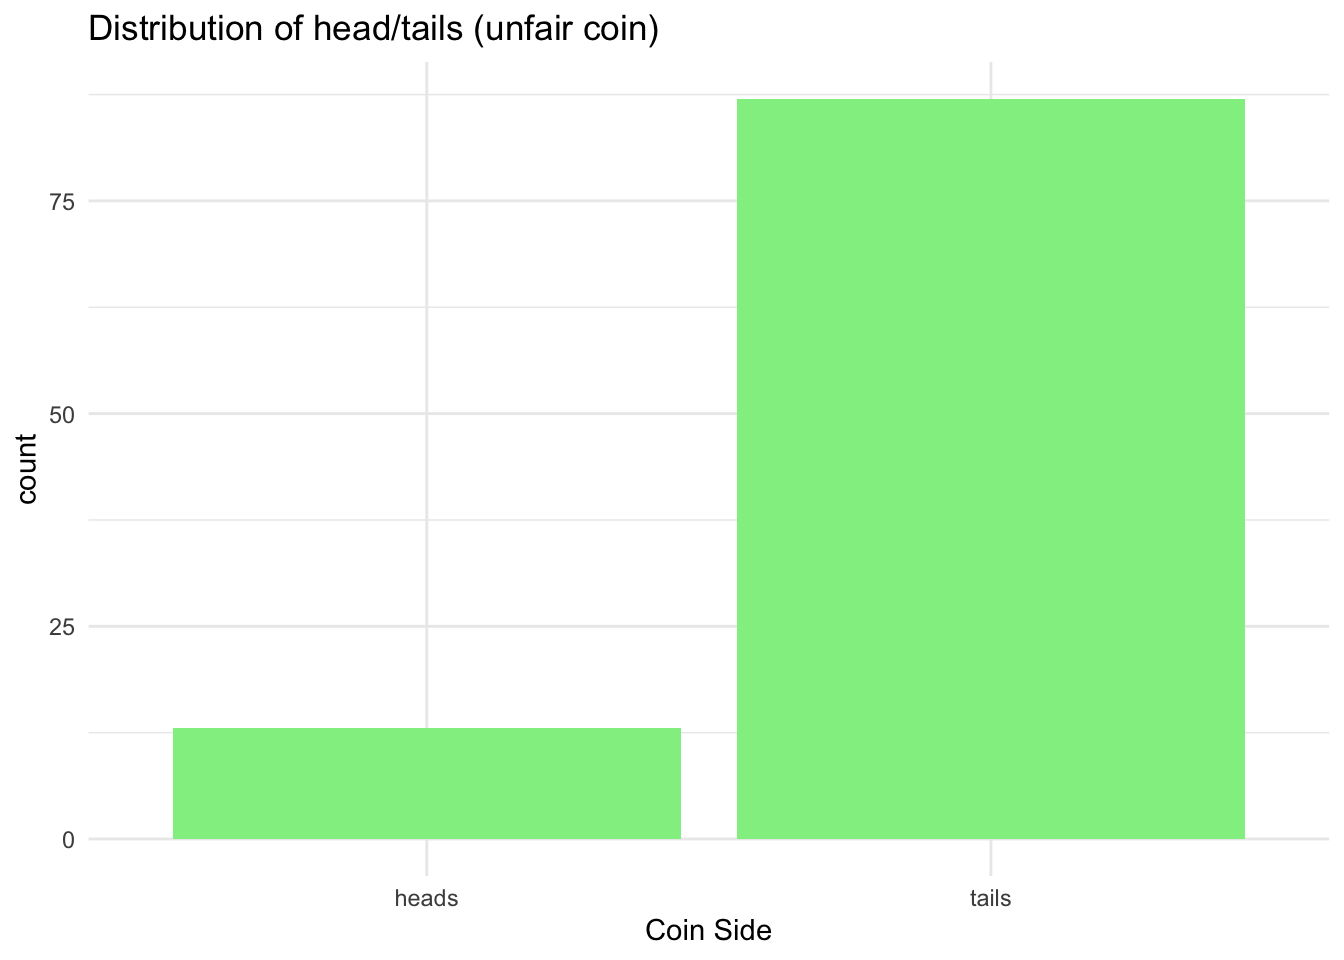 Distribution of head/tails (unfair coin)
75
50
25
0
count
heads
tails
Coin Side